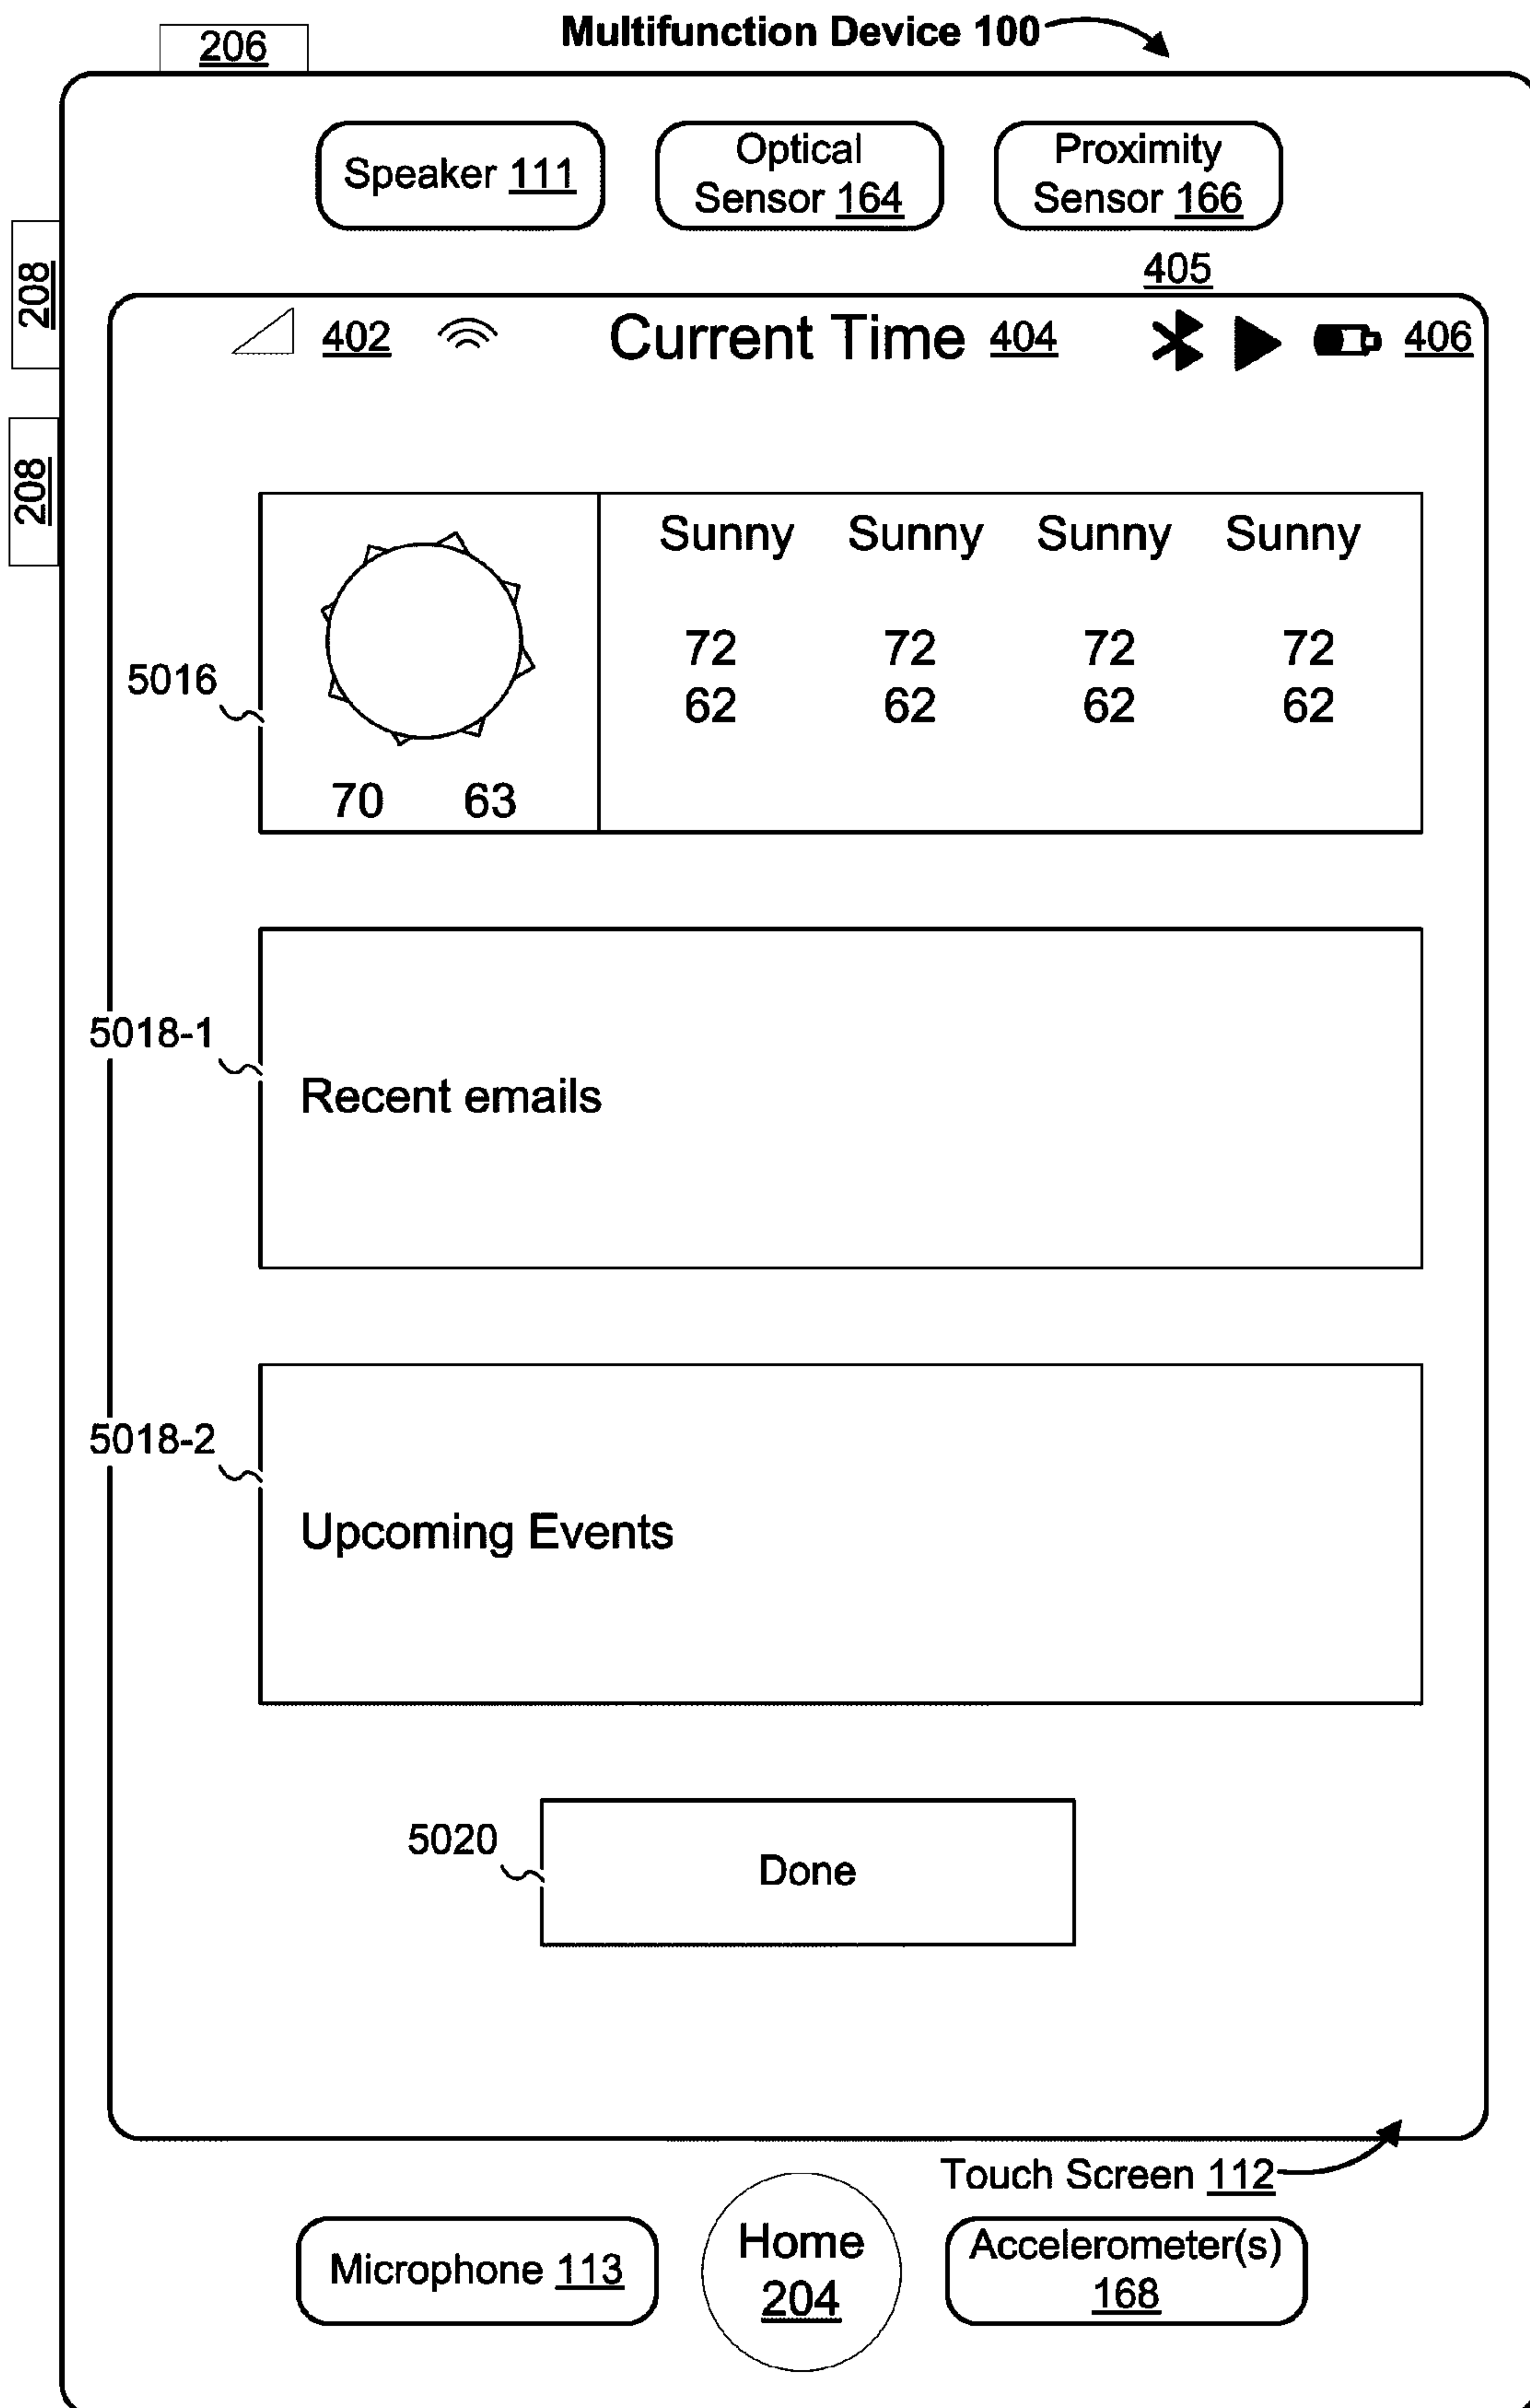 Multifunction Device 100
206
Speaker 111
Optical
Sensor 164
Proximity
Sensor 166
208
405
402
Current Time 404
406
208
Sunny Sunny Sunny Sunny
72 72 72 72
5016
62 62 62 62
70 63
5018-1
Recent emails
5018-2
Upcoming Events
5020
Done
Touch Screen 112
Microphone 113
Home
204
Accelerometer(s)
168